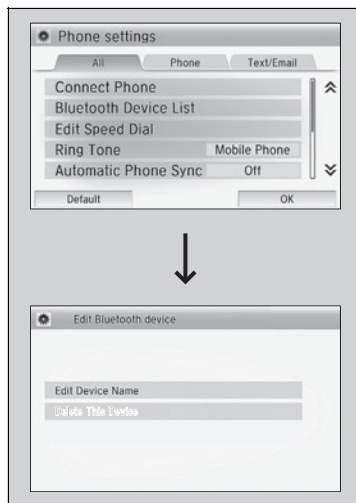 Phone settings
All Phone Text/Email
Connect Phone
Bluetooth Device List
Edit Speed Dial
Ring Tone Mobile Phone
Automatic Phone Sync Off
Default OK
Edit Bluetooth device
Edit Device Name
Delete This Device